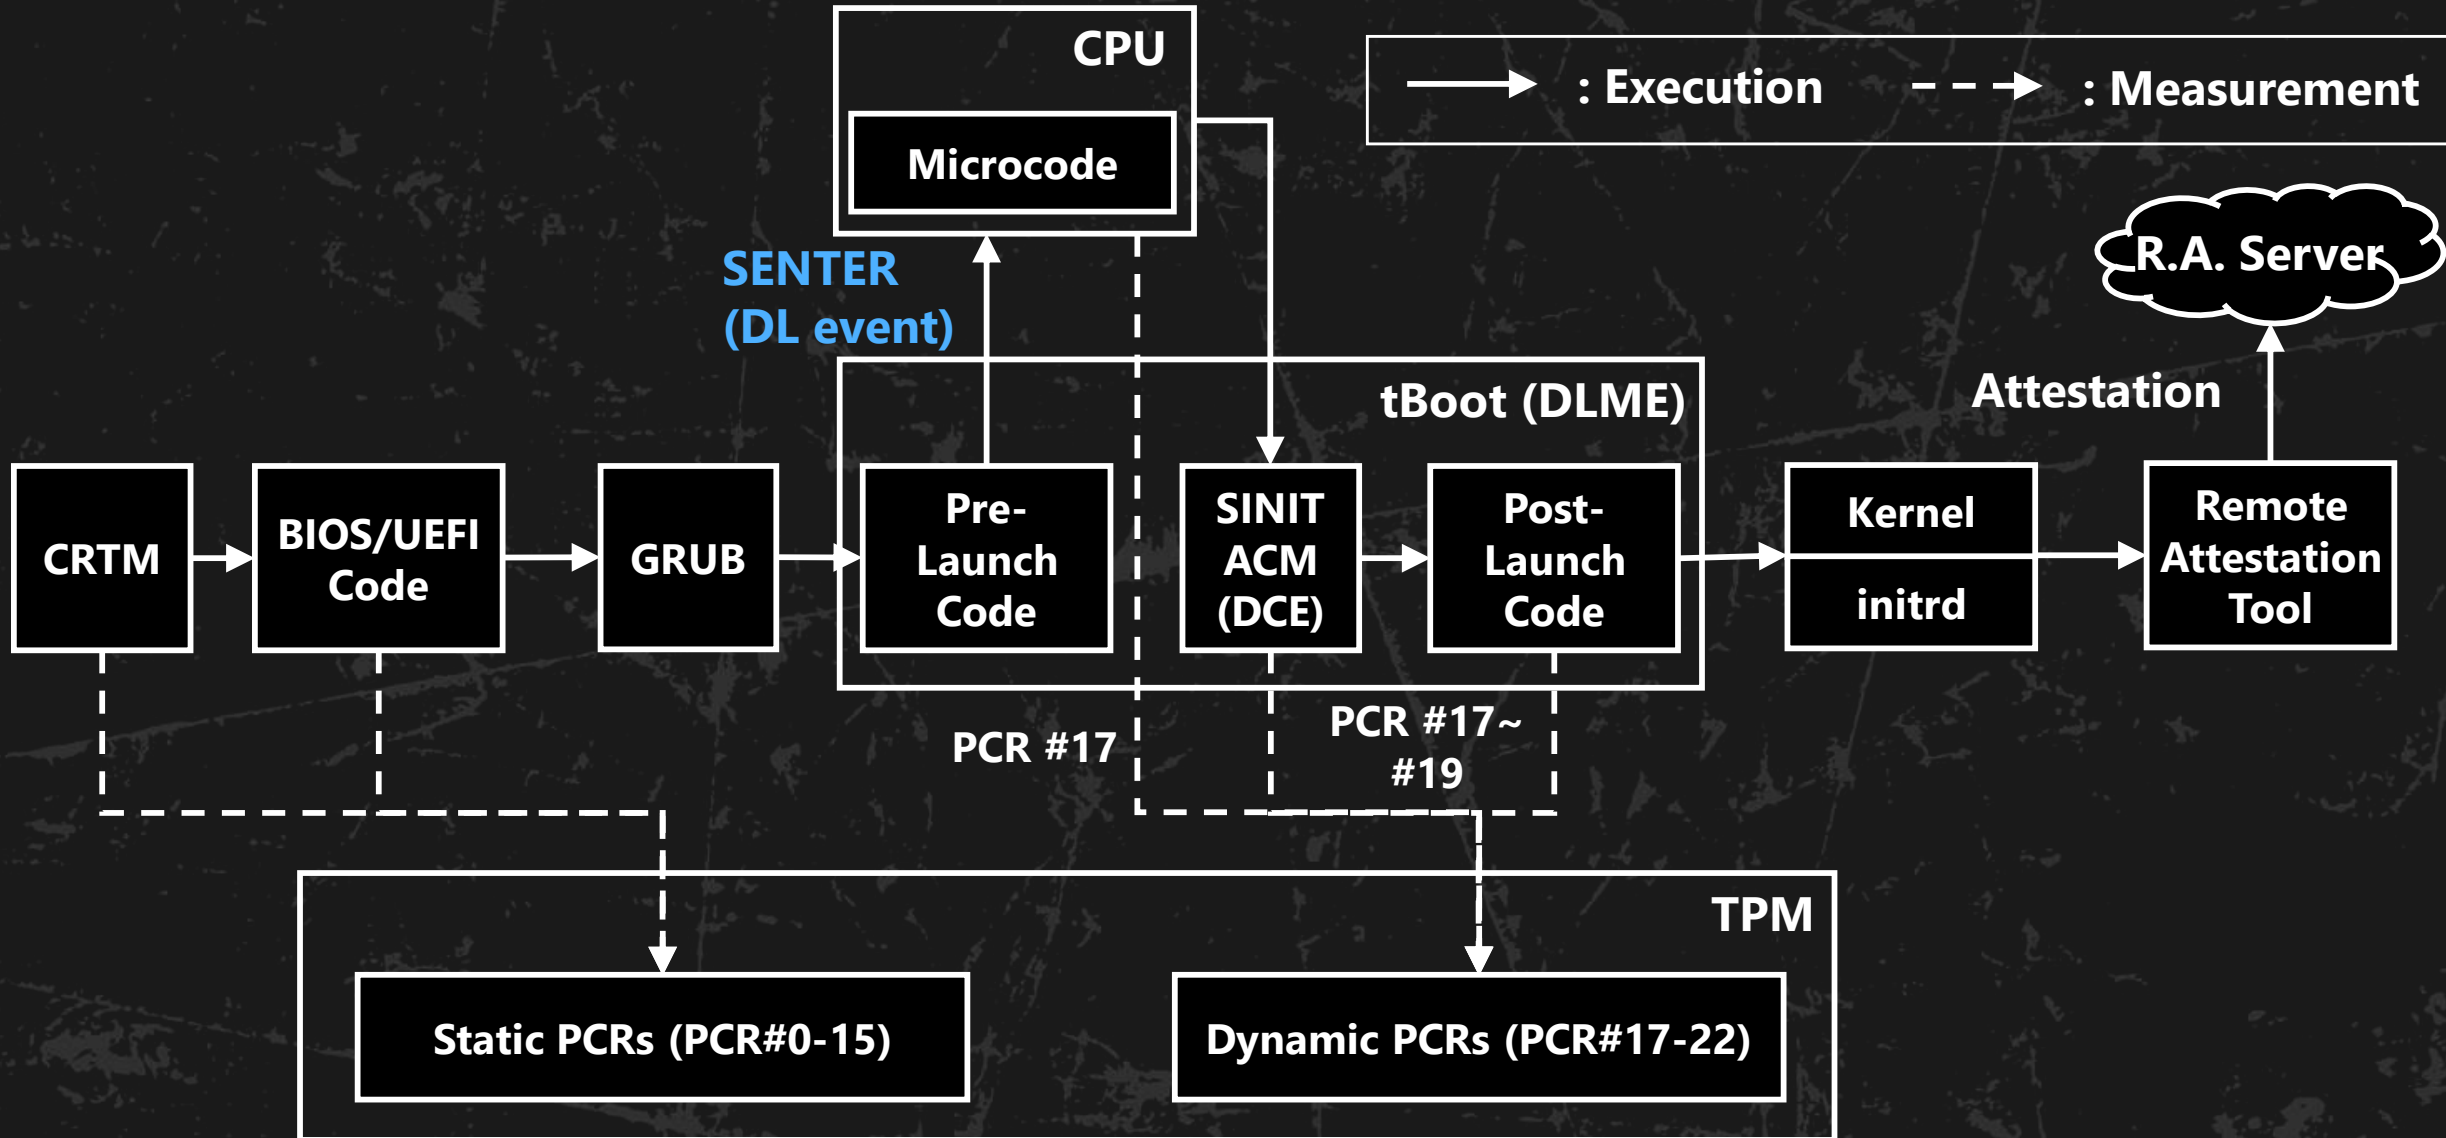 CPU
Microcode
: Execution
: Measurement
R.A. Server
SENTER
(DL event)
tBoot (DLME)
Attestation
CRTM
BIOS/UEFI
Code
GRUB
Pre-
Launch
Code
SINIT
ACM
(DCE)
Post-
Launch
Code
Kernel
initrd
Remote
Attestation
Tool
PCR #17
PCR #17~
#19
TPM
Static PCRs (PCR#0-15)
Dynamic PCRs (PCR#17-22)